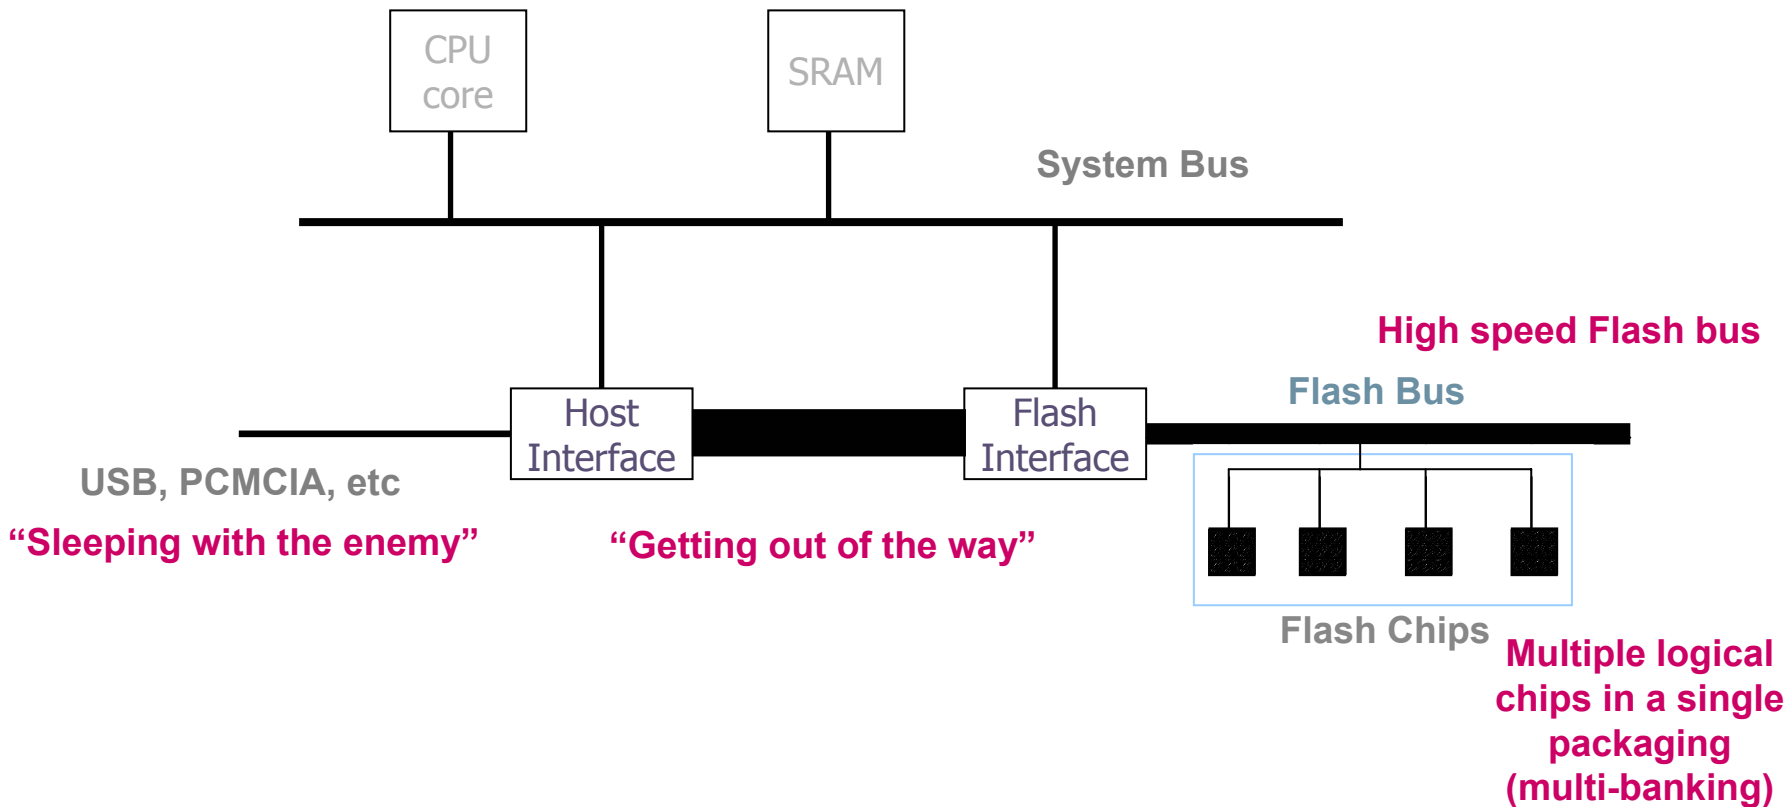 CPU
core
SRAM
System Bus
High speed Flash bus
Flash Bus
Host
Interface
Flash
Interface
USB, PCMCIA, etc
“Sleeping with the enemy”
“Getting out of the way”
Flash Chips
Multiple logical
chips in a single
packaging
(multi-banking)